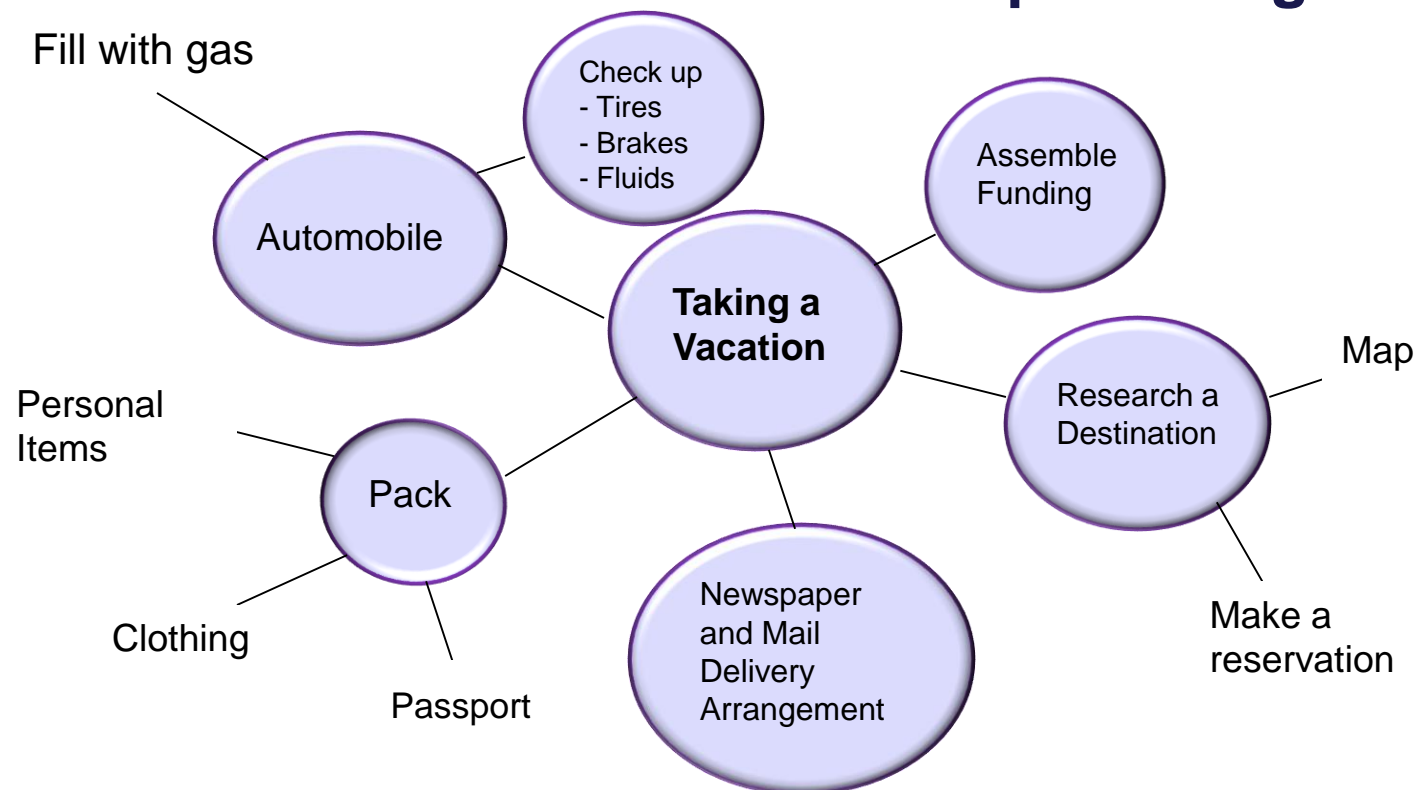 Fill with gas
Check up
- Tires
- Brakes
- Fluids
Automobile
Assemble
Funding
Taking a
Vacation
Map
Research a
Destination
Personal
Items
Pack
Newspaper
and Mail
Delivery
Arrangement
Make a
reservation
Clothing
Passport